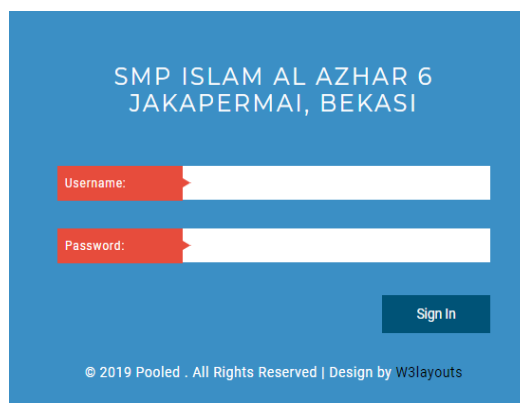 SMP ISLAM AL AZHAR 6
JAKAPERMAI, BEKASI
Username:
Password:
Sign In
© 2019 Pooled . All Rights Reserved | Design by W3layouts